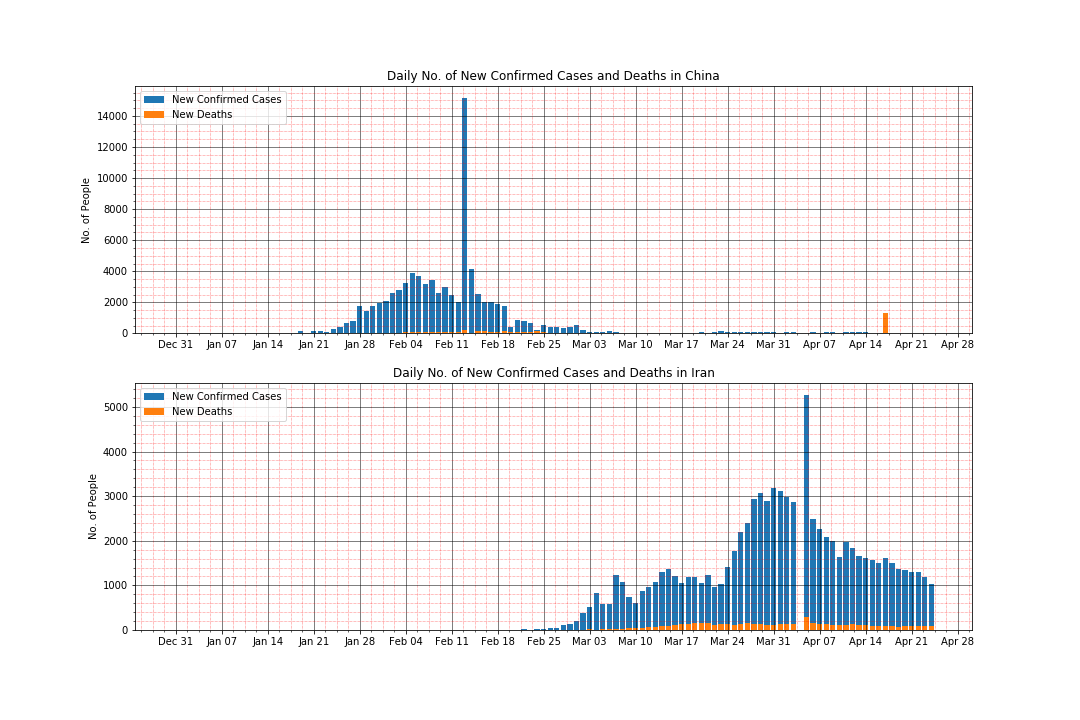 Daily No. of New Confirmed Cases and Deaths in China
New Confirmed Cases
New Deaths
No. of People
14000
12000
10000
8000
6000
4000
2000
0
Dec 31 Jan 07 Jan 14 Jan 21 Jan 28 Feb 04 Feb 11 Feb 18 Feb 25 Mar 03 Mar 10 Mar 17 Mar 24 Mar 31 Apr 07 Apr 14 Apr 21 Apr 28
Daily No. of New Confirmed Cases and Deaths in Iran
New Confirmed Cases
New Deaths
No. of People
5000
4000
3000
2000
1000
0
Dec 31 Jan 07 Jan 14 Jan 21 Jan 28 Feb 04 Feb 11 Feb 18 Feb 25 Mar 03 Mar 10 Mar 17 Mar 24 Mar 31 Apr 07 Apr 14 Apr 21 Apr 28